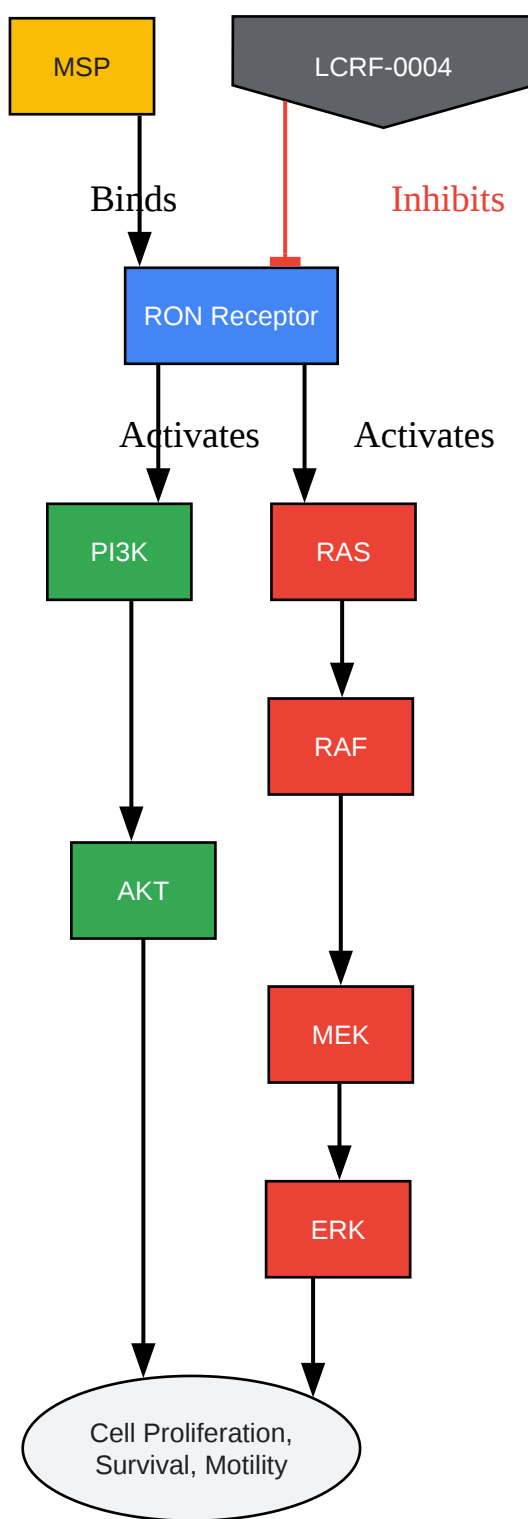 MSP
LCRF-0004
Binds
Inhibits
RON Receptor
Activates
Activates
PI3K
RAS
RAF
AKT
MEK
ERK
Cell Proliferation,
Survival, Motility